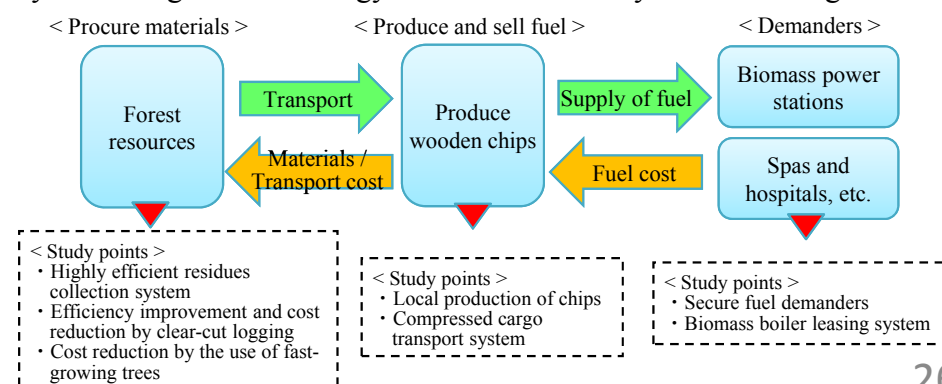 < Procure materials >
< Produce and sell fuel >
< Demanders >
Forest
resources
Transport
Materials /
Transport cost
Produce
wooden chips
Supply of fuel
Fuel cost
Biomass power
stations
Spas and
hospitals, etc.
< Study points >
・Highly efficient residues
collection system
・Efficiency improvement and cost
reduction by clear-cut logging
・Cost reduction by the use of fast-
growing trees
< Study points >
・Local production of chips
・Compressed cargo
transport system
< Study points >
・Secure fuel demanders
・Biomass boiler leasing system